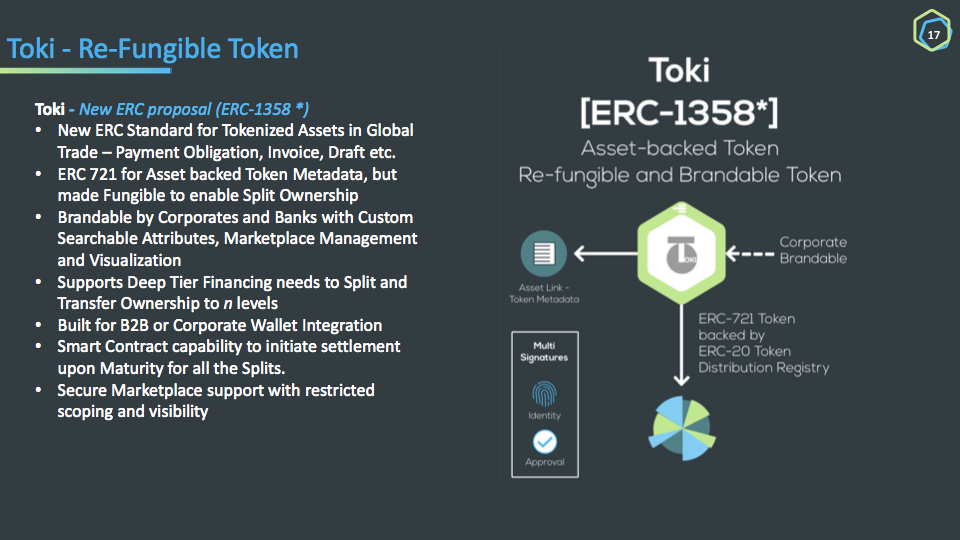 17
Toki - Re-Fungible Token
Toki - New ERC proposal (ERC-1358 *)
• New ERC Standard for Tokenized Assets in Global
Trade – Payment Obligation, Invoice, Draft etc.
• ERC 721 for Asset backed Token Metadata, but
made Fungible to enable Split Ownership
• Brandable by Corporates and Banks with Custom
Searchable Attributes, Marketplace Management
and Visualization
• Supports Deep Tier Financing needs to Split and
Transfer Ownership to n levels
• Built for B2B or Corporate Wallet Integration
• Smart Contract capability to initiate settlement
upon Maturity for all the Splits.
• Secure Marketplace support with restricted
scoping and visibility
Toki
[ERC-1358*]
Asset-backed Token
Re-fungible and Brandable Token
TOKI
Corporate
Brandable
Asset Link -
Token Metadata
ERC-721 Token
backed by
ERC-20 Token
Distribution Registry
Multi
Signatures
Identity
Approval